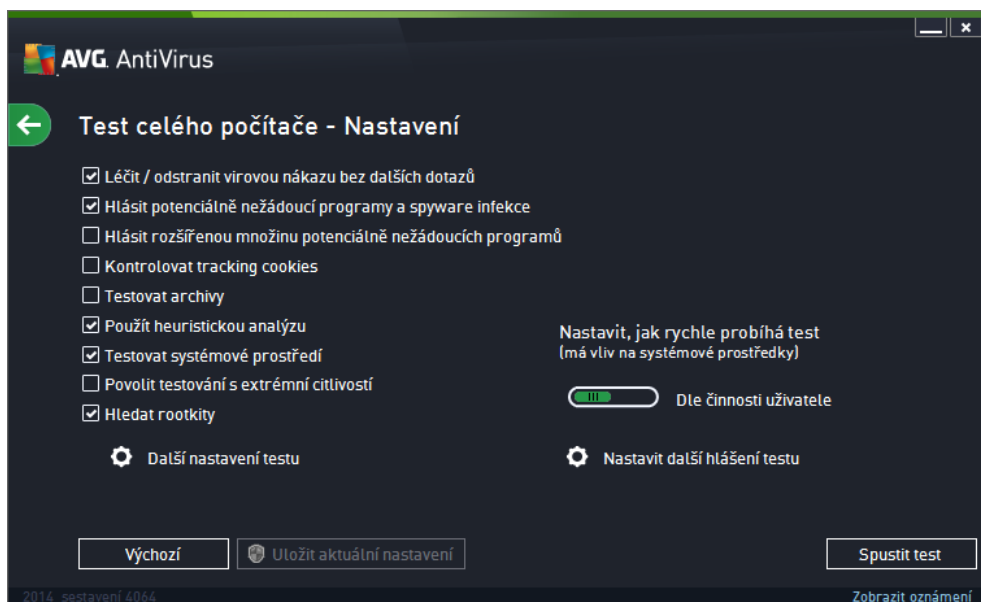 AVG. AntiVirus
Test celého počítače - Nastavení
Léčit / odstranit virovou nákazu bez dalších dotazů
Hlásit potenciálně nežádoucí programy a spyware infekce
Hlásit rozšířenou množinu potenciálně nežádoucích programů
Kontrolovat tracking cookies
Testovat archivy
Použít heuristickou analýzu
Testovat systémové prostředí
Povolit testování s extrémní citlivostí
Hledat rootkity
Další nastavení testu
Nastavit, jak rychle probíhá test
(má vliv na systémové prostředky)
Dle činnosti uživatele
Nastavit další hlášení testu
Výchozí
Uložit aktuální nastavení
Spustit test
2014 sestavení 4064
Zobrazit oznámení